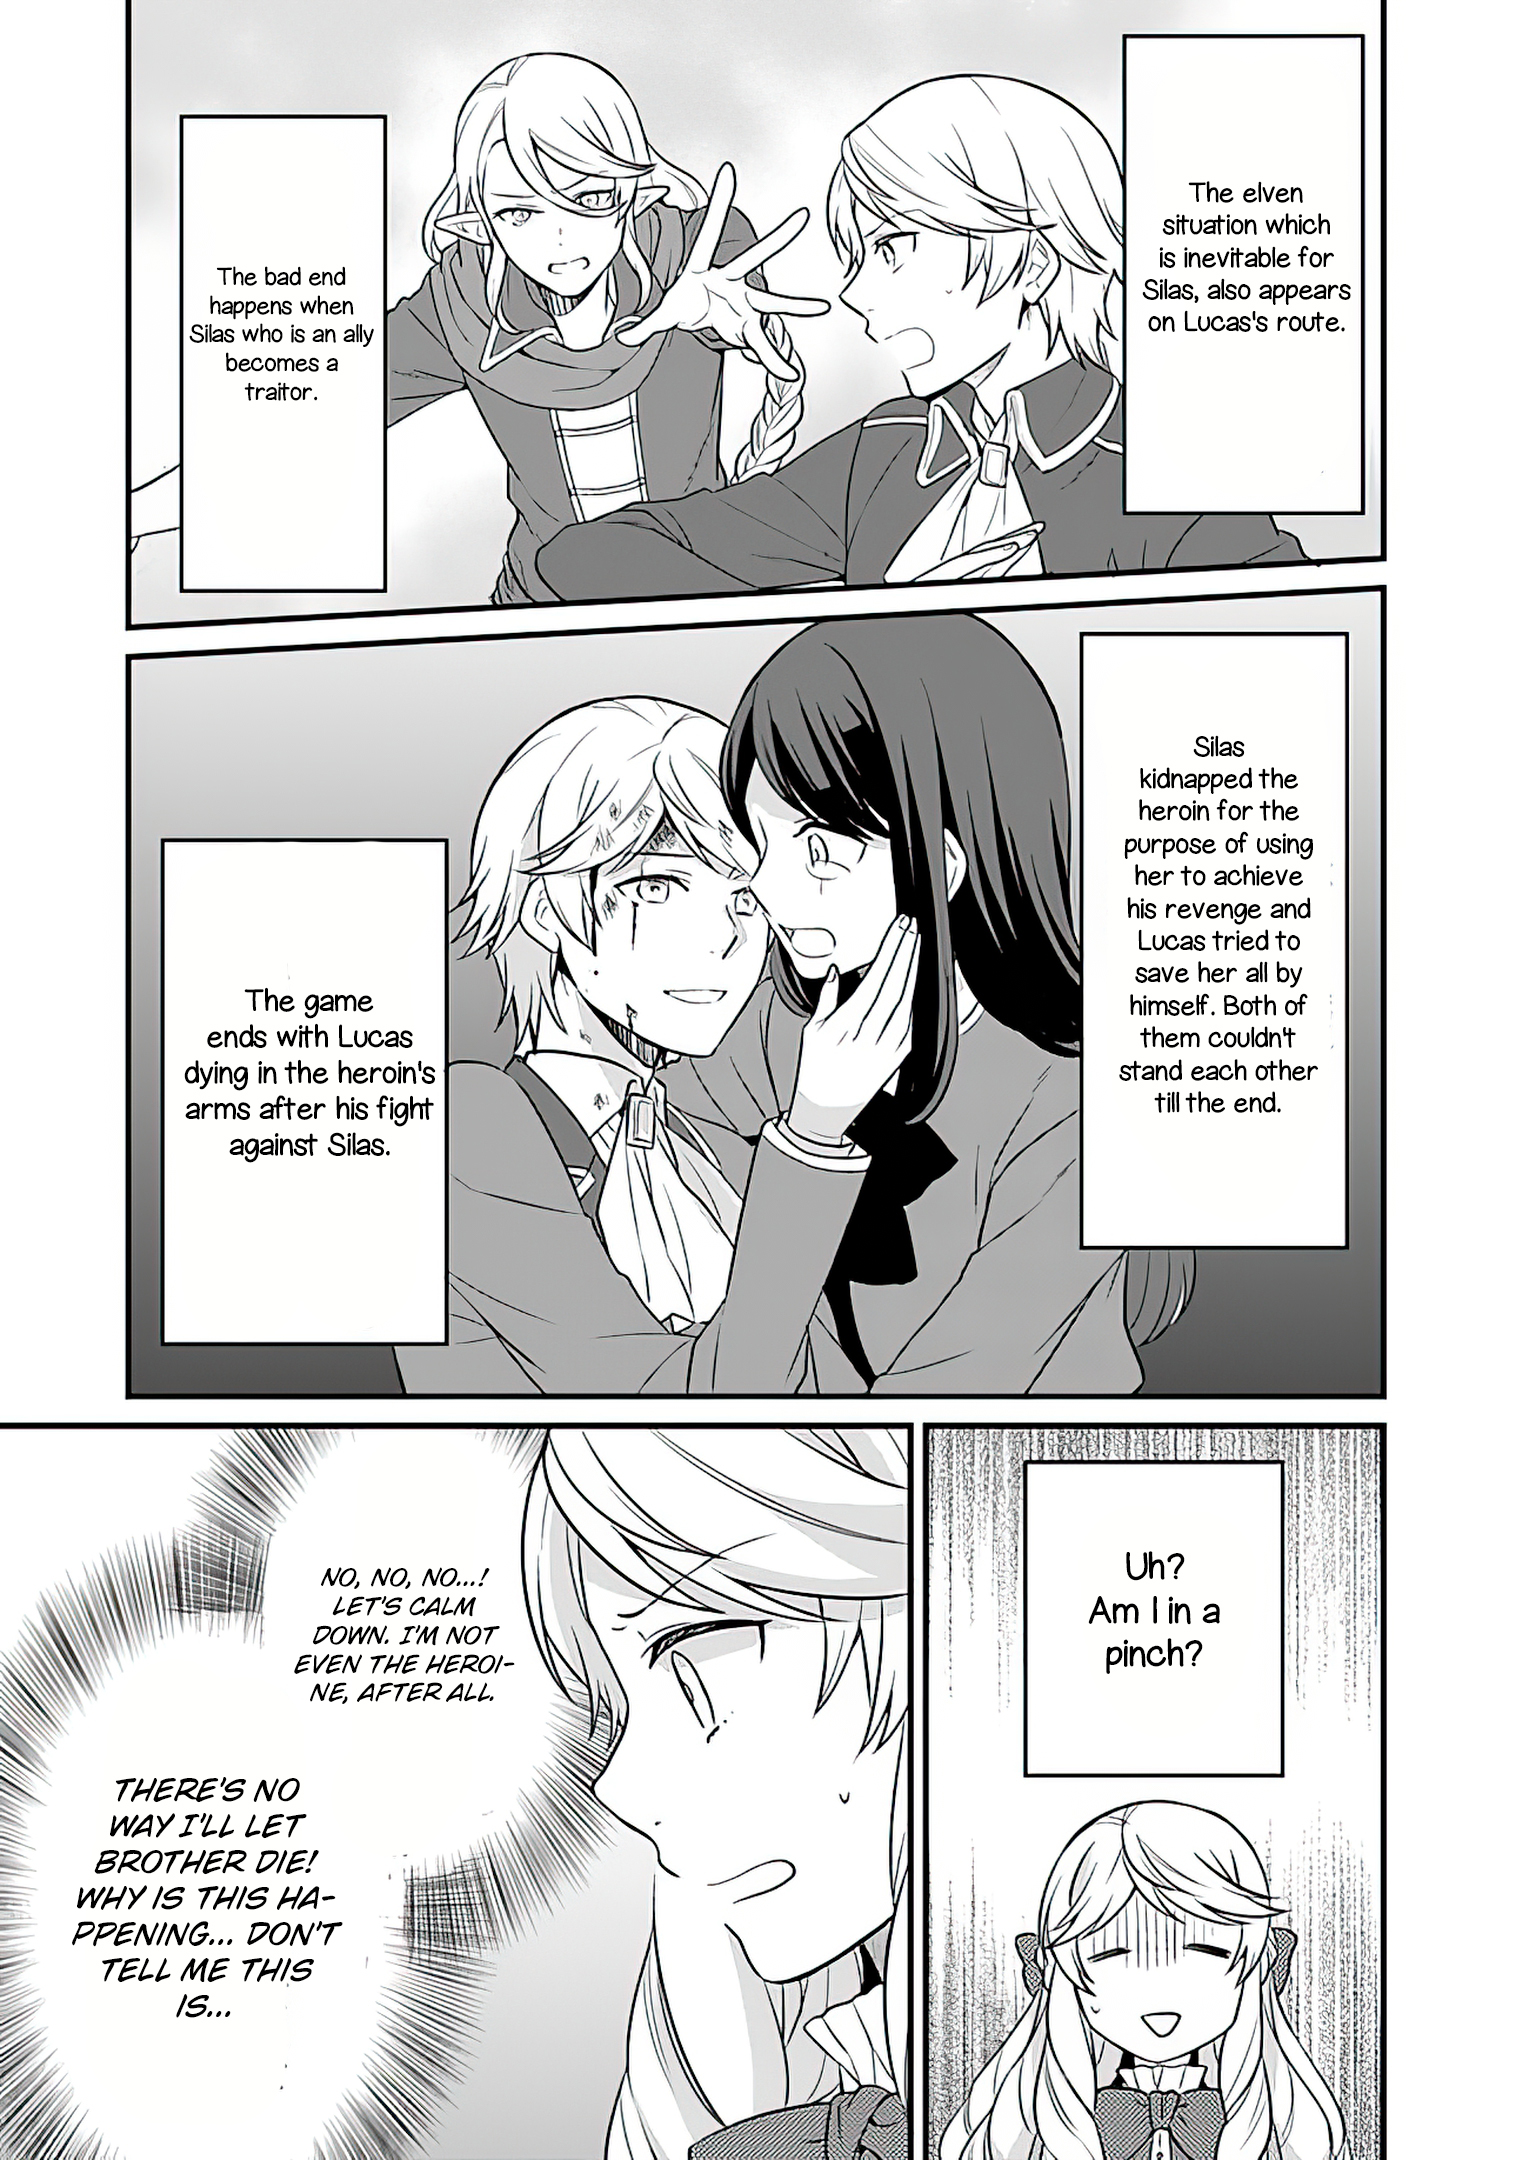 The elven
situation which
is inevitable for
Silas, also appears
on Lucas's route.
The bad end
happens when
Silas who is an ally
becomes a
traitor.
Silas
kidnapped the
heroin for the
purpose of using
her to achieve
his revenge and
Lucas tried to
save her all by
himself. Both of
them couldn't
stand each other
till the end.
The game
ends with Lucas
dying in the heroin's
arms after his fight
against Silas.
Uh?
Am I in a
pinch?
NO, NO, NO...!
LET'S CALM
DOWN. I'M NOT
EVEN THE HEROI-
NE, AFTER ALL.
THERE'S NO
WAY I'LL LET
BROTHER DIE!
WHY IS THIS HA-
PPENING... DON'T
TELL ME THIS
IS...